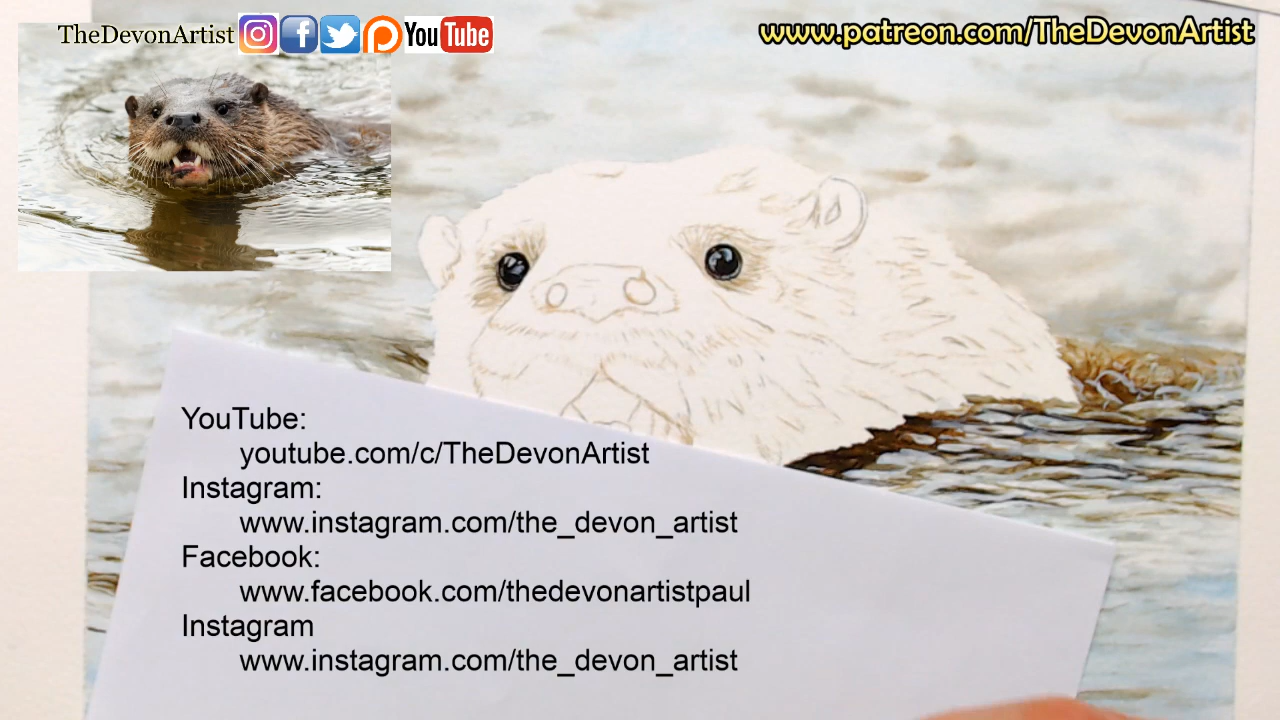 TheDevonArtist
You Tube
www.patreon.com/TheDevonArtist
YouTube:
youtube.com/c/TheDevonArtist
Instagram:
www.instagram.com/the_devon_artist
Facebook:
www.facebook.com/thedevonartistpaul
Instagram
www.instagram.com/the_devon_artist